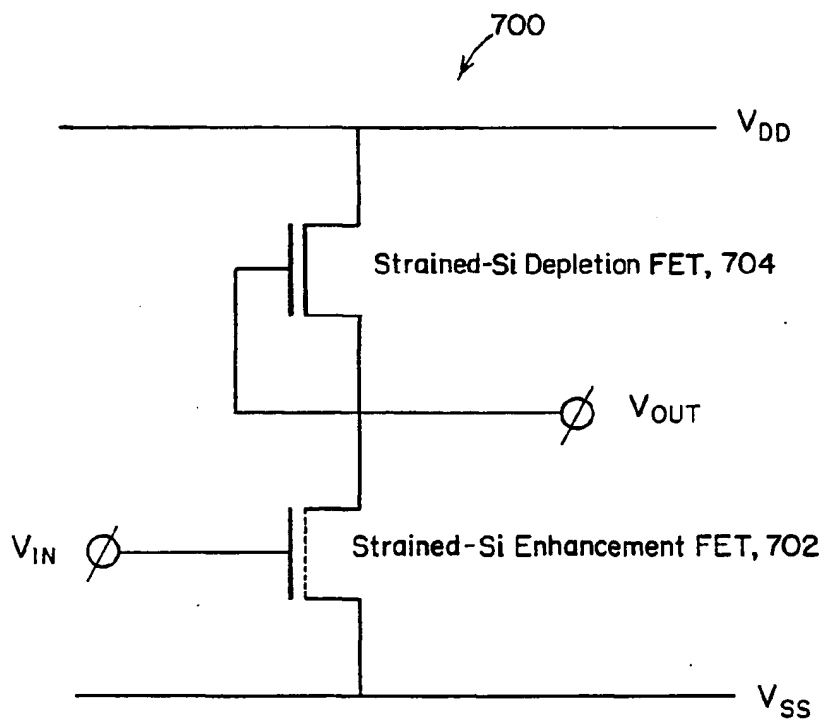 700
V_DD
Strained-Si Depletion FET, 704
V_OUT
V_IN
Strained-Si Enhancement FET, 702
V_SS